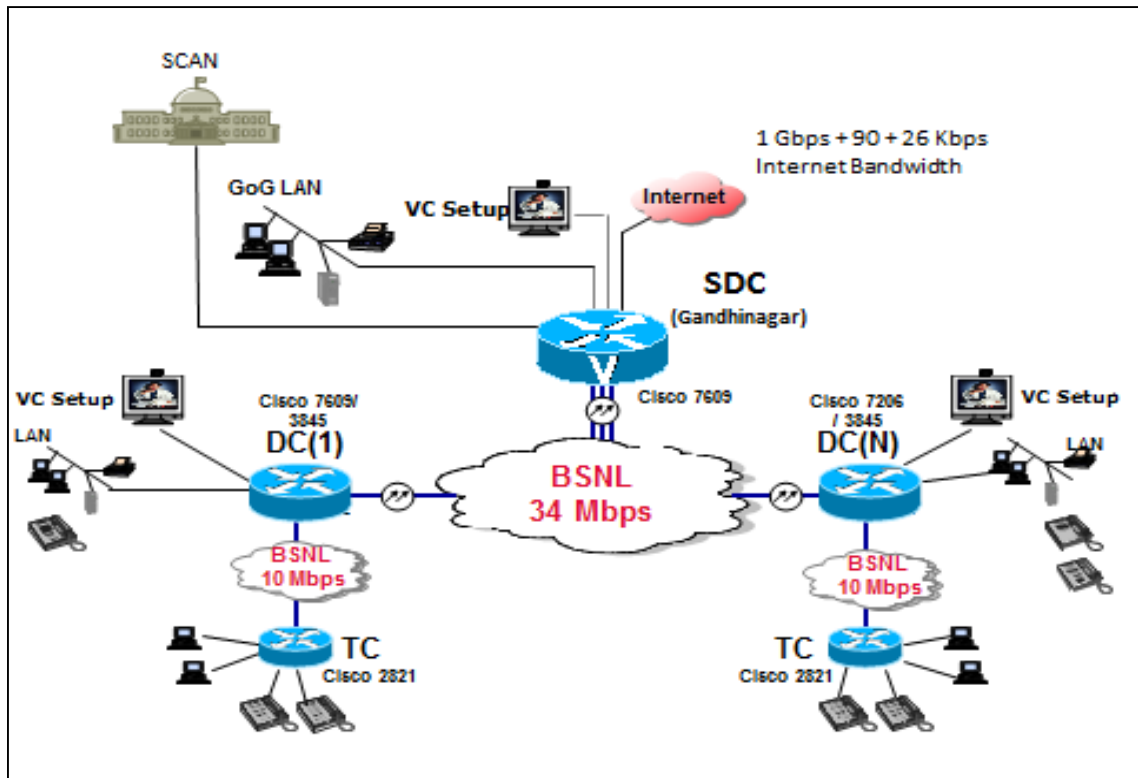 SCAN
1 Gbps + 90 + 26 Kbps
Internet Bandwidth
GoG LAN
VC Setup
Internet
SDC
(Gandhinagar)
Cisco 7609
VC Setup
Cisco 7609/
3845
DC(1)
LAN
Cisco 7206
/ 3845
DC(N)
VC Setup
LAN
BSNL
34 Mbps
BSNL
10 Mbps
BSNL
10 Mbps
TC
Cisco 2821
TC
Cisco 2821
V